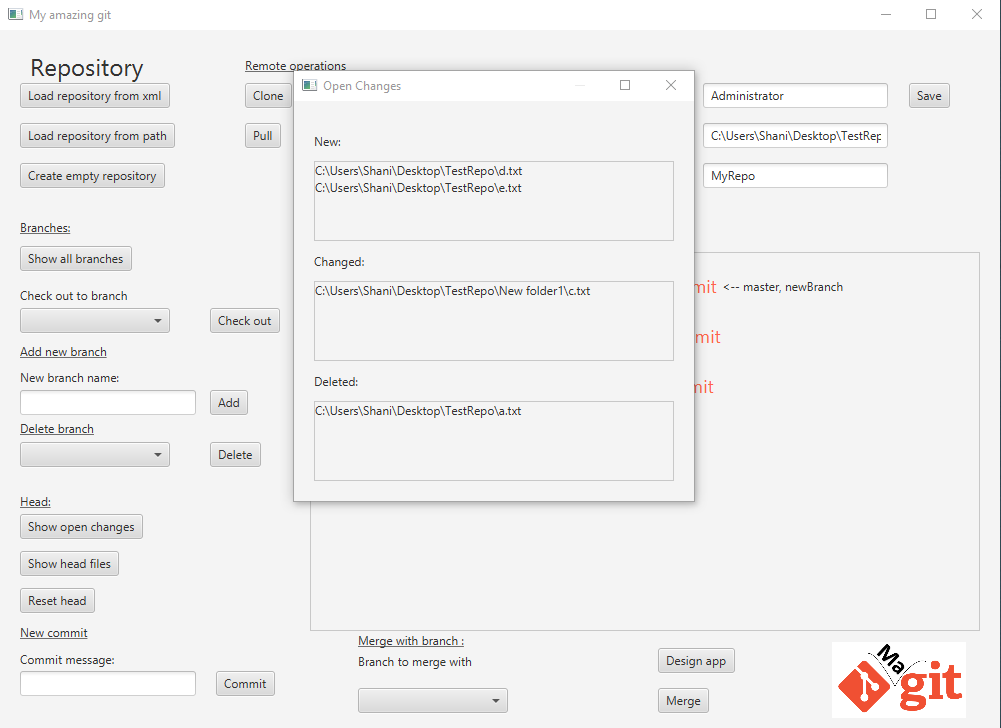 My amazing git
Repository
Load repository from xml
Load repository from path
Create empty repository
Remote operations
Clone
Pull
Administrator
Save
C:\Users\Shani\Desktop\TestRep
MyRepo
Branches:
Show all branches
Check out to branch
Check out
Add new branch
New branch name:
Add
Delete branch
Delete
Head:
Show open changes
Show head files
Reset head
New commit
Commit message:
Commit
Open Changes
New:
C:\Users\Shani\Desktop\TestRepo\d.txt
C:\Users\Shani\Desktop\TestRepo\e.txt
Changed:
C:\Users\Shani\Desktop\TestRepo\New folder1\c.txt
Deleted:
C:\Users\Shani\Desktop\TestRepo\a.txt
mit <-- master, newBranch
mit
nit
Merge with branch :
Branch to merge with
Design app
Merge
Ma
git